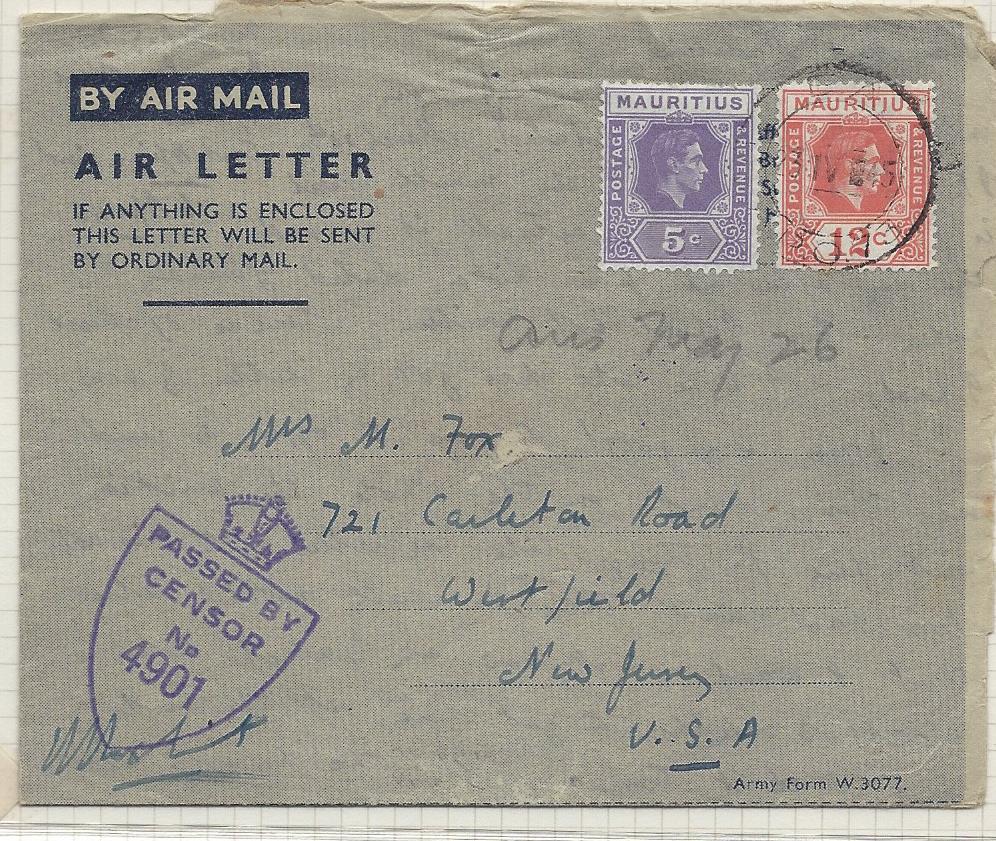 BY AIR MAIL
AIR LETTER
IF ANYTHING IS ENCLOSED
THIS LETTER WILL BE SENT
BY ORDINARY MAIL.
MAURITIUS
POSTAGE
& REVENUE
5c
MAURITIU
POSTAGE
& REVENUE
12c
Ans May 26
Mrs M. Fox
721 Carleton Road
Westfield
New Jersey
U.S.A
PASSED BY
CENSOR
No
4901
Army Form W.3077.